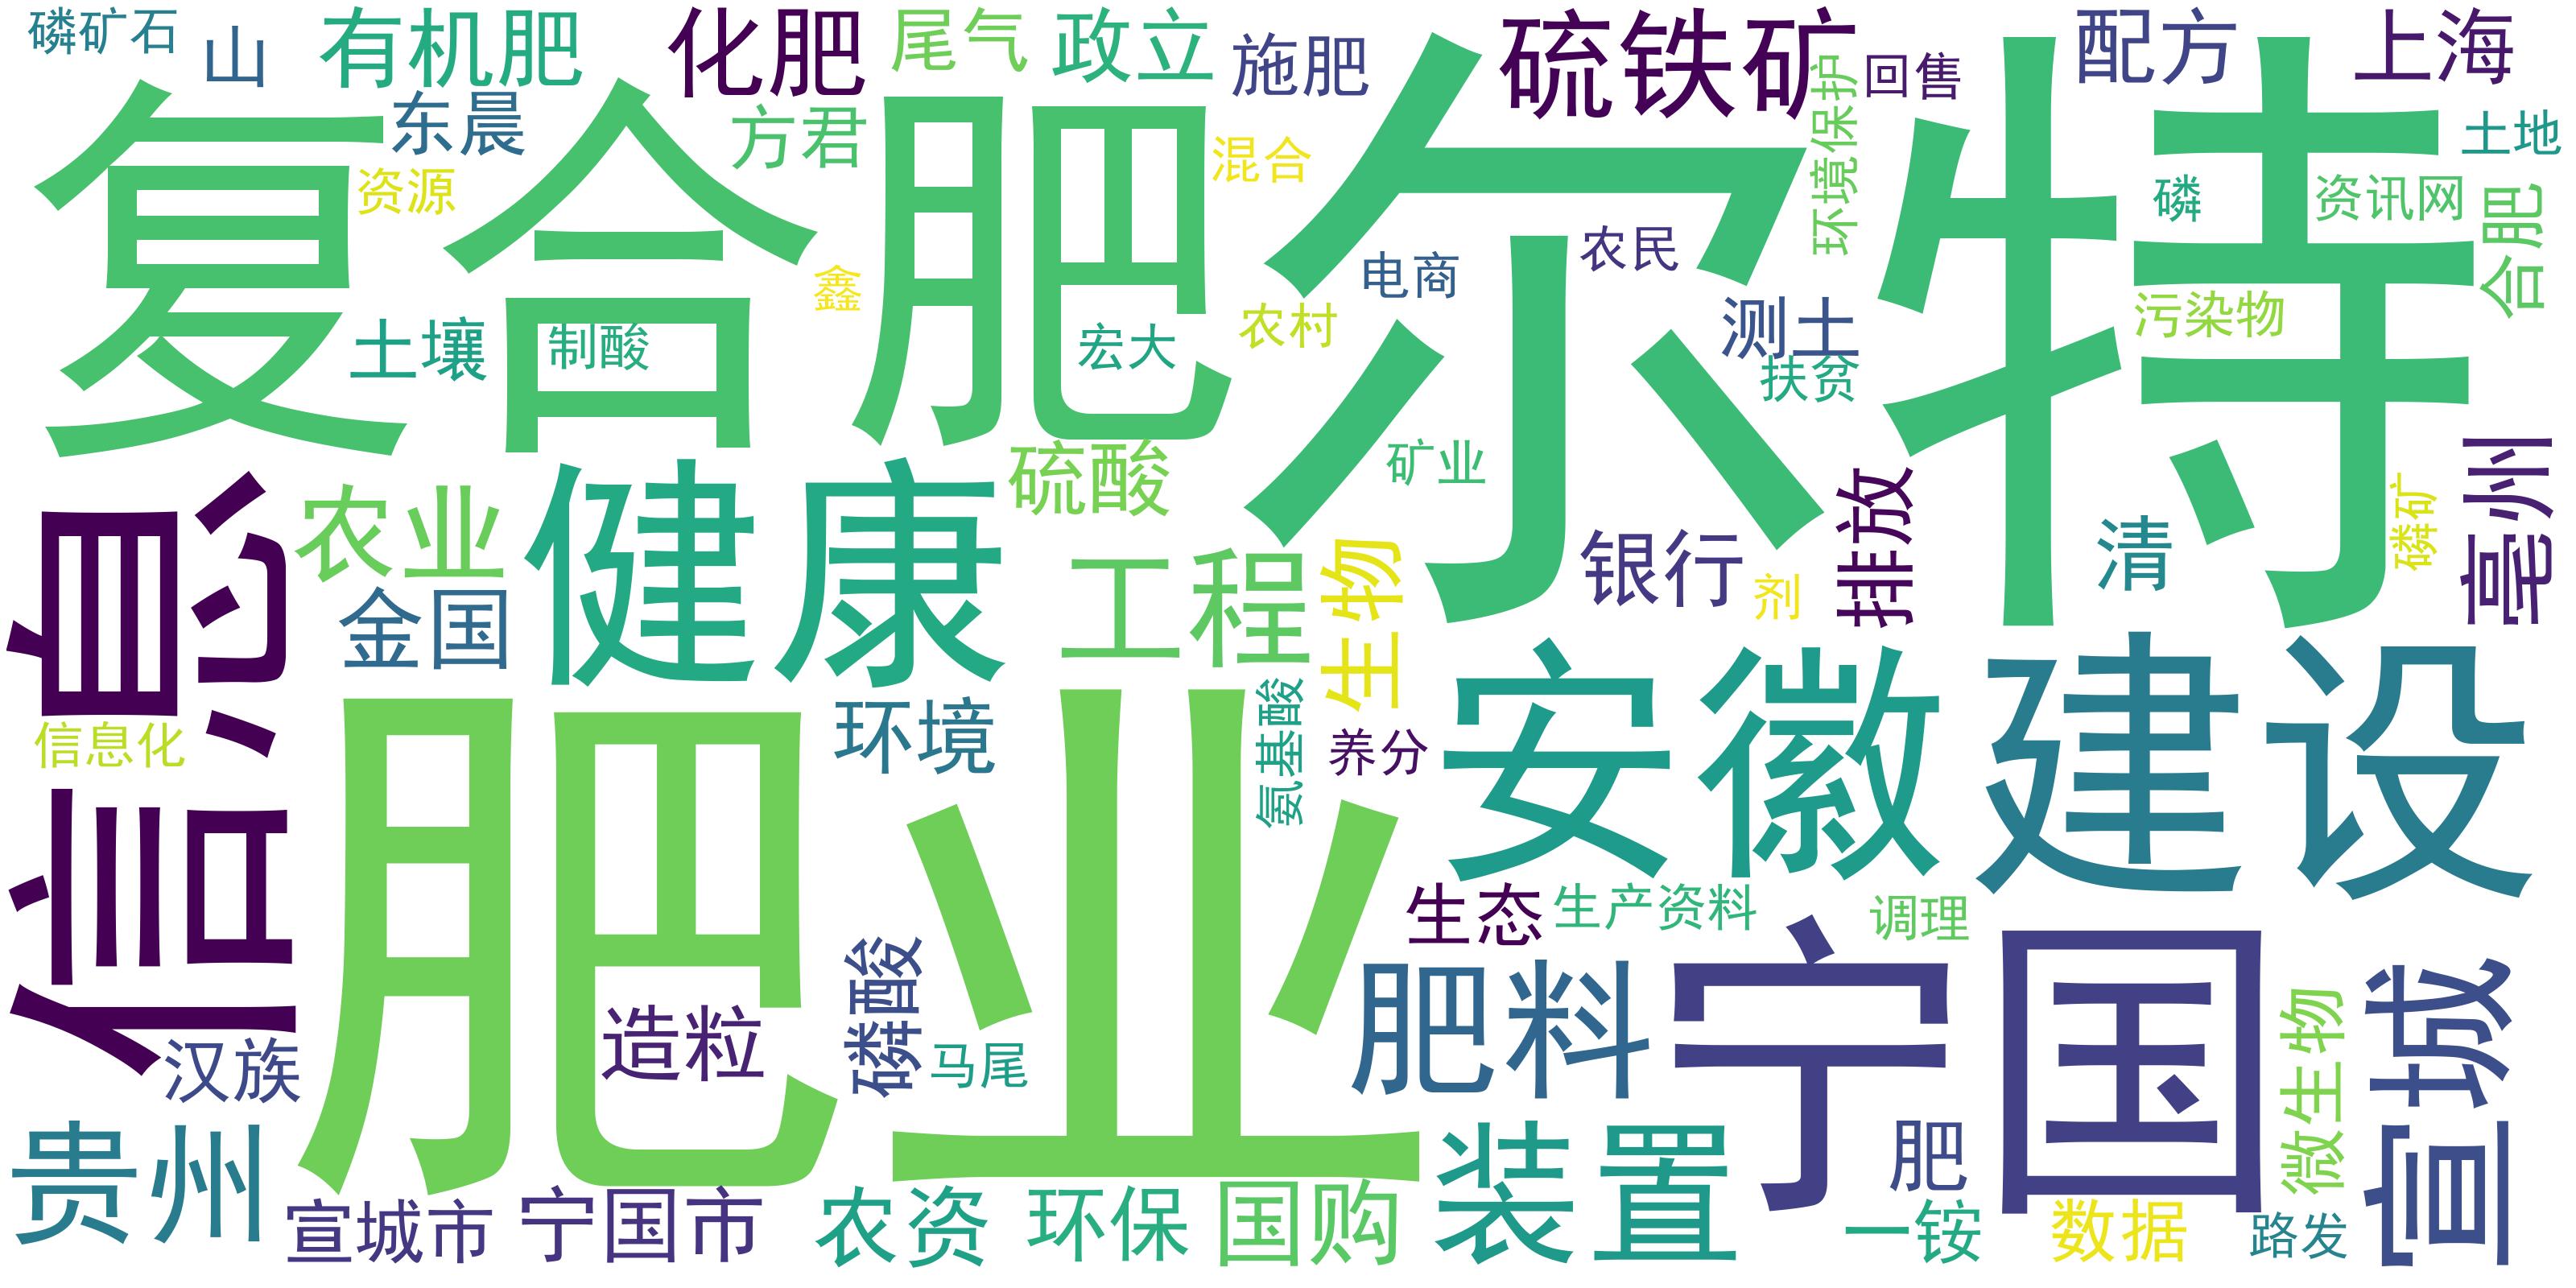 磷矿石
山
有机肥
化肥
尾气
政立
施肥
硫铁矿
回售
配方
上海
东晨
方君
混合
环境保护
土地
资源
复合肥
尔特
磷
资讯网
合肥
鑫
农村
电商
农民
测土
污染物
土壤
制酸
宏大
扶贫
信息
农业
健康
硫酸
矿业
排放
磷矿
亳州
金国
工程
生物
银行
剂
清
信息化
环境
氨基酸
养分
安徽
建设
肥业
生态
生产资料
调理
汉族
造粒
磷酸
马尾
肥料
宁国
微生物
宣城
贵州
宣城市
宁国市
农资
环保
国购
装置
肥
一铵
数据
路发